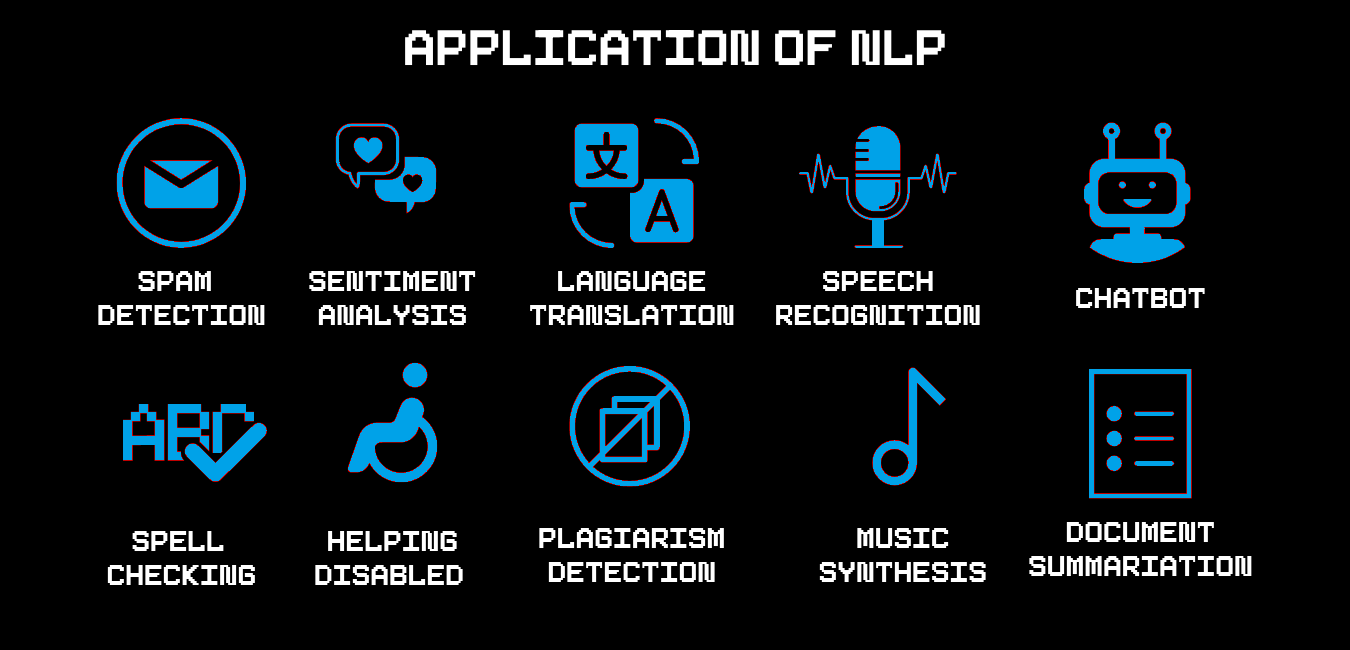 APPLICATION OF NLP
文
A
SPAM
DETECTION
SENTIMENT
ANALYSIS
LANGUAGE
TRANSLATION
SPEECH
RECOGNITION
CHATBOT
ABC
SPELL
CHECKING
HELPING
DISABLED
PLAGIARISM
DETECTION
MUSIC
SYNTHESIS
DOCUMENT
SUMMARIATION